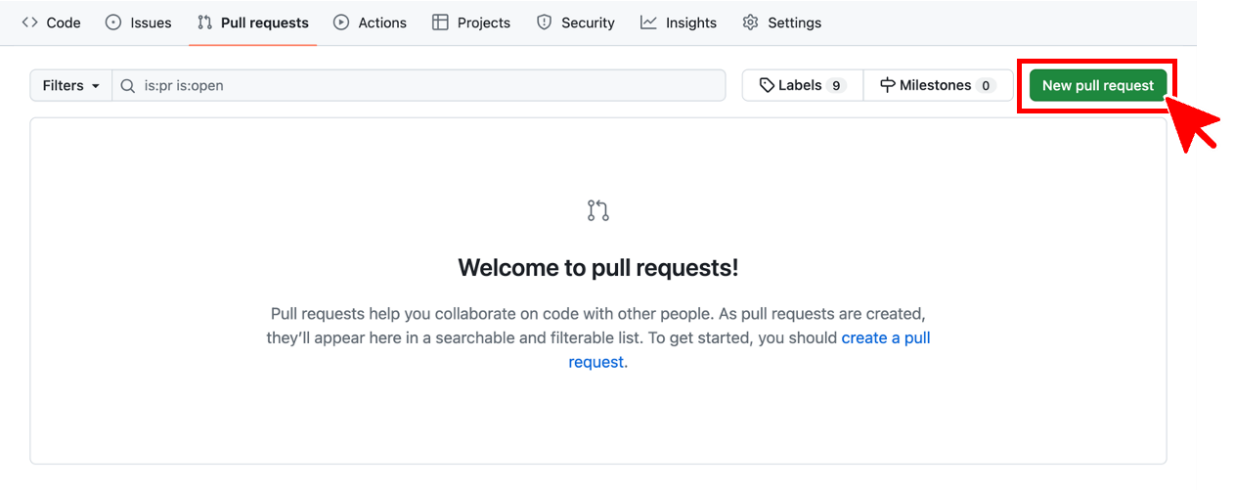 Code Issues Pull requests Actions Projects Security Insights Settings
Filters is:pr is:open Labels 9 Milestones 0 New pull request
Welcome to pull requests!
Pull requests help you collaborate on code with other people. As pull requests are created,
they’ll appear here in a searchable and filterable list. To get started, you should create a pull
request.